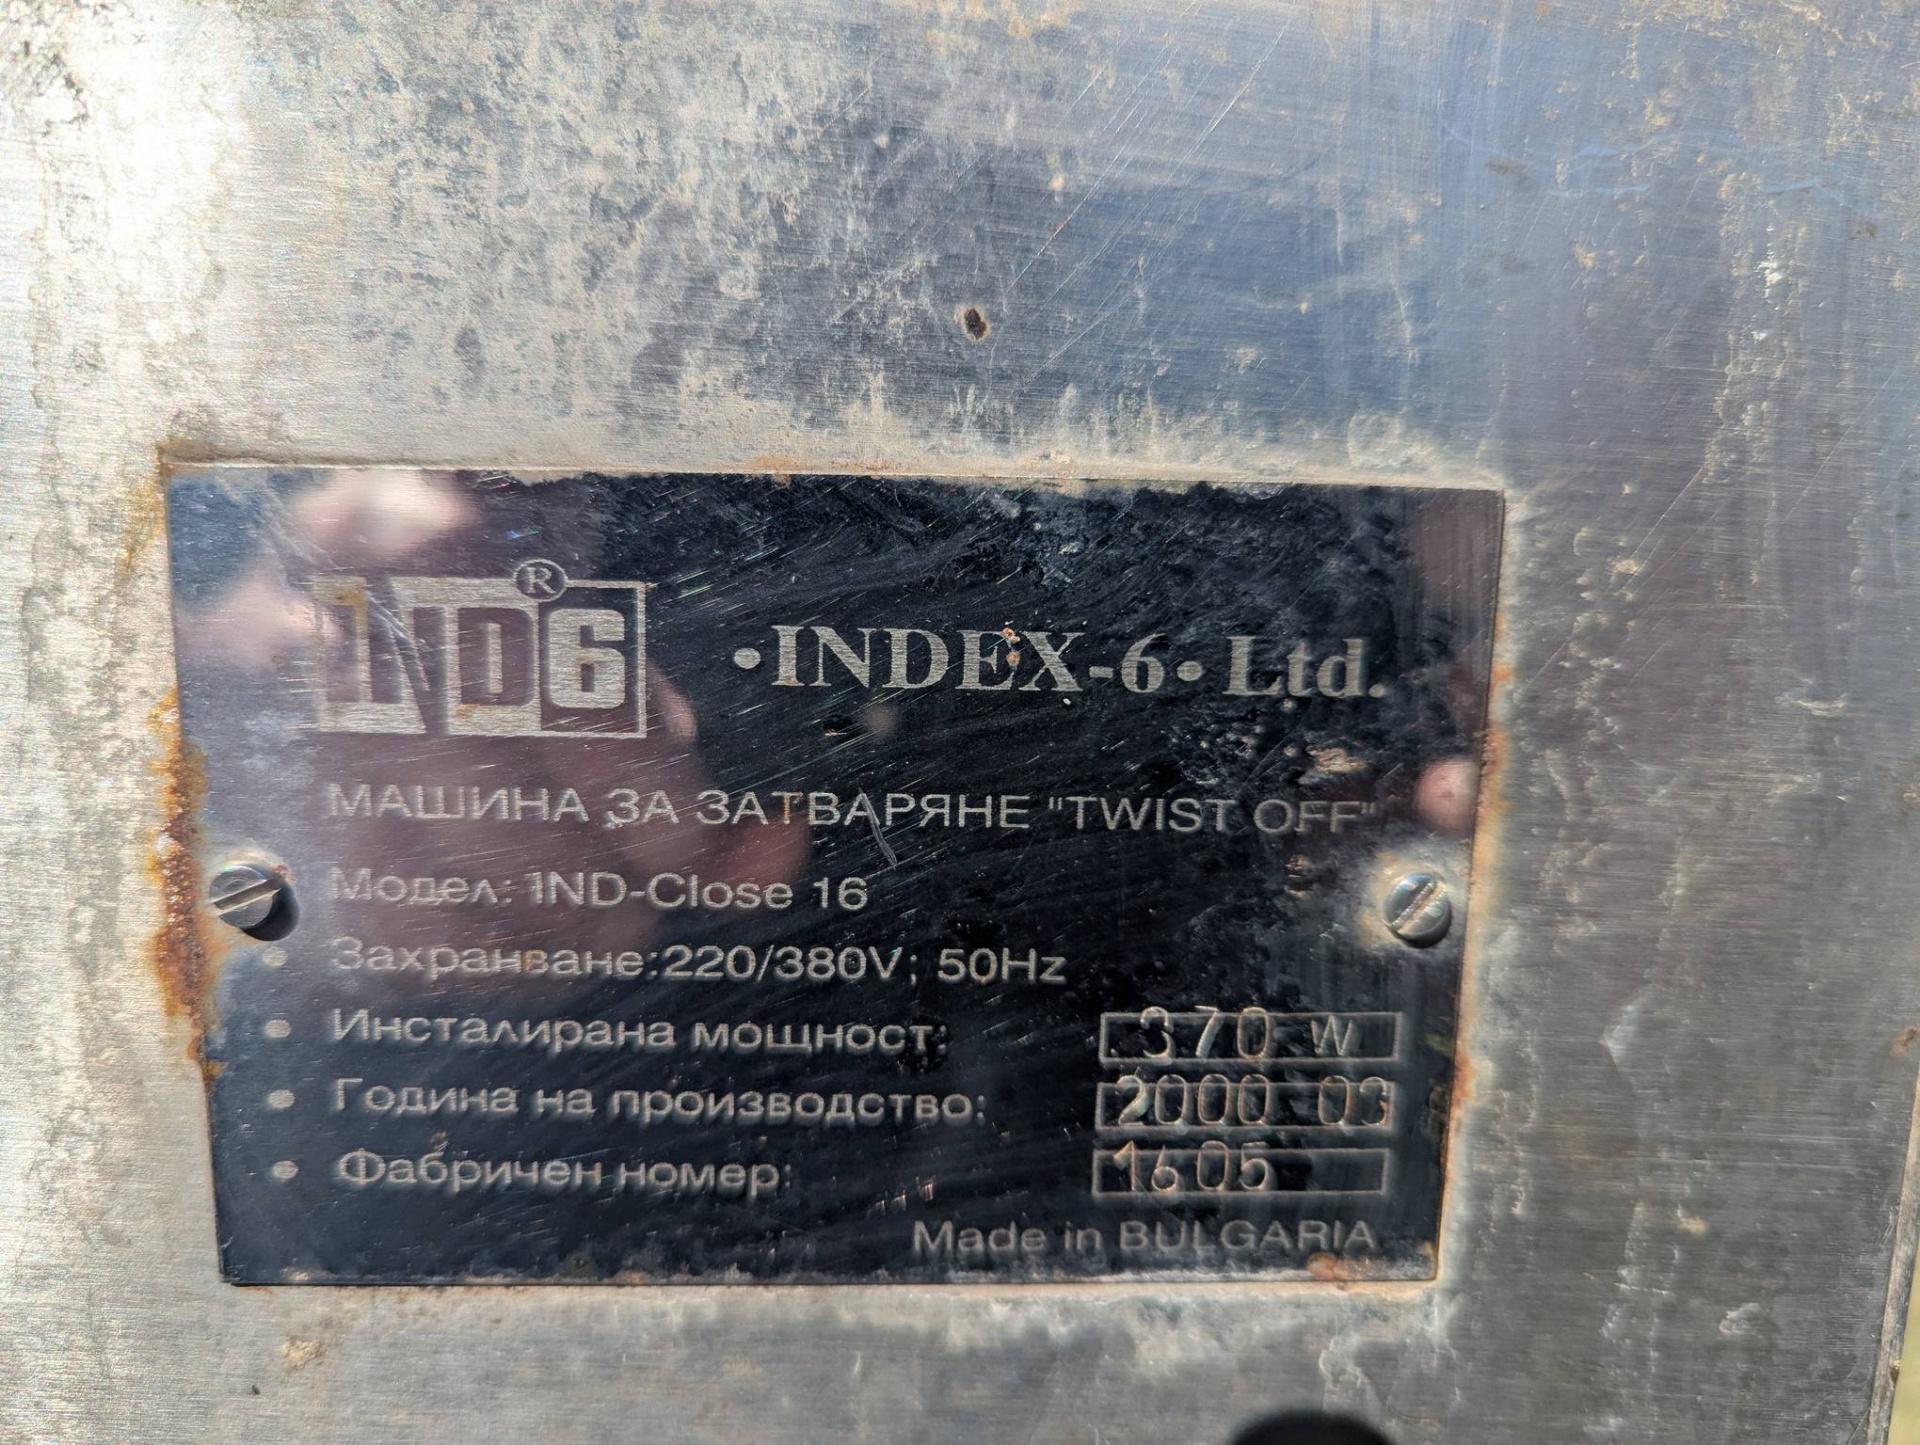 IND6 ®
•INDEX-6• Ltd.
МАШИНА ЗА ЗАТВАРЯНЕ "TWIST OFF"
Модел: IND-Close 16
• Захранване:220/380V; 50Hz
• Инсталирана мощност: 370 W
• Година на производство: 2000 03
• Фабричен номер: 1605
Made in BULGARIA